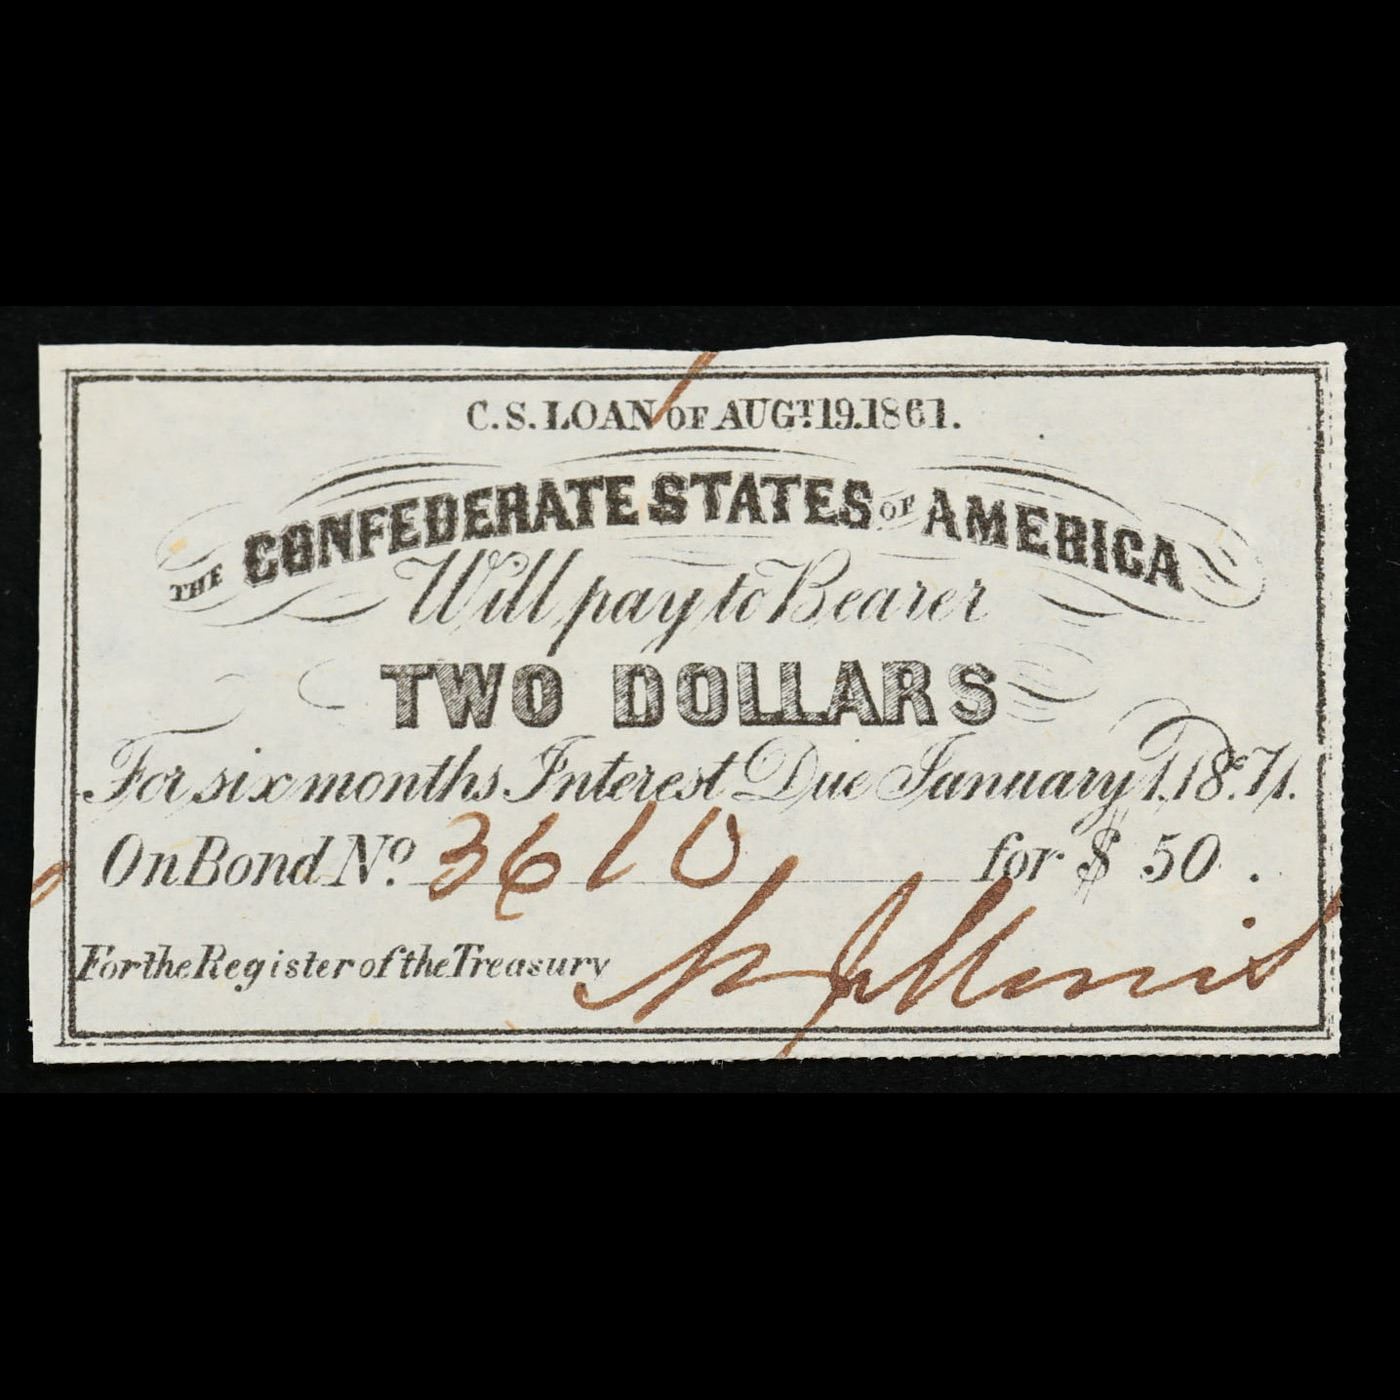 C.S. LOAN OF AUGT. 19. 1861.
THE CONFEDERATE STATES OF AMERICA
Will pay to Bearer
TWO DOLLARS
For six months Interest Due January 1, 1871.
On Bond No. 3610 for $ 50.
For the Register of the Treasury